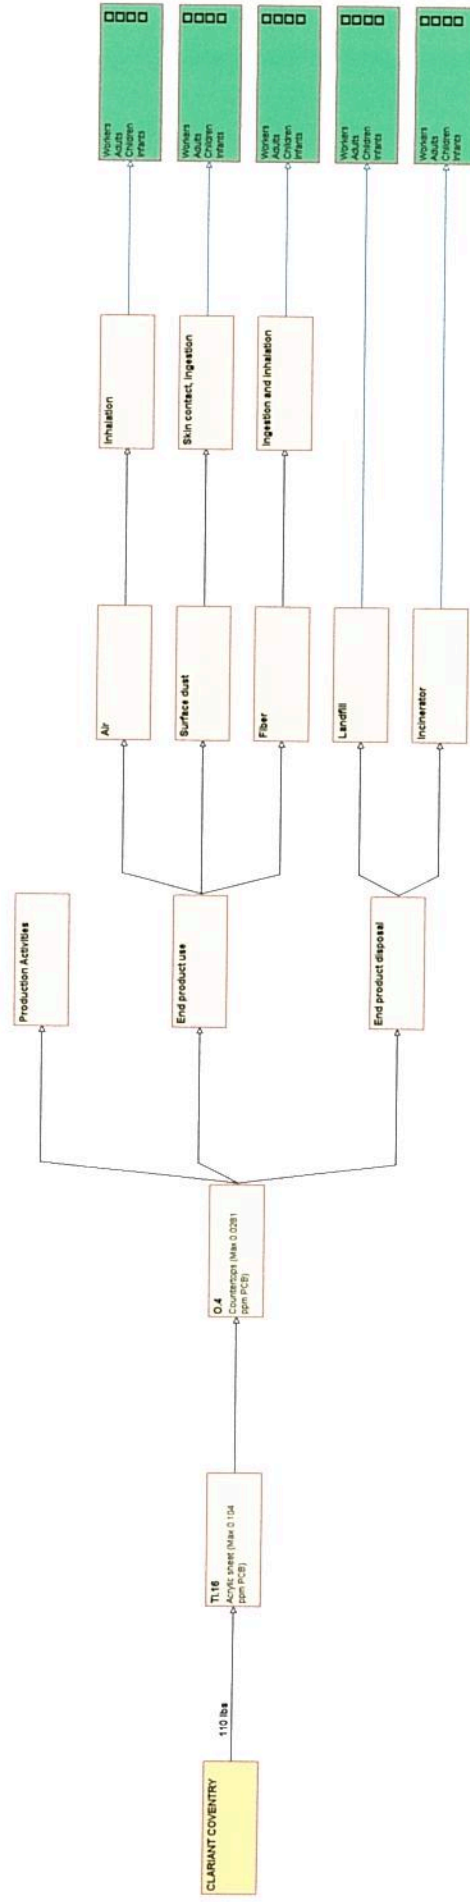 CLARIANT COVENTRY
110 lbs
TI.16
Acrylic sheet (Max 0.104
ppm PCB)
O.4
Countertops (Max 0.0281
ppm PCB)
Production Activities
End product use
End product disposal
Air
Surface dust
Fiber
Landfill
Incinerator
Inhalation
Skin contact, Ingestion
Ingestion and inhalation
Workers
Adults
Children
Infants
Workers
Adults
Children
Infants
Workers
Adults
Children
Infants
Workers
Adults
Children
Infants
Workers
Adults
Children
Infants